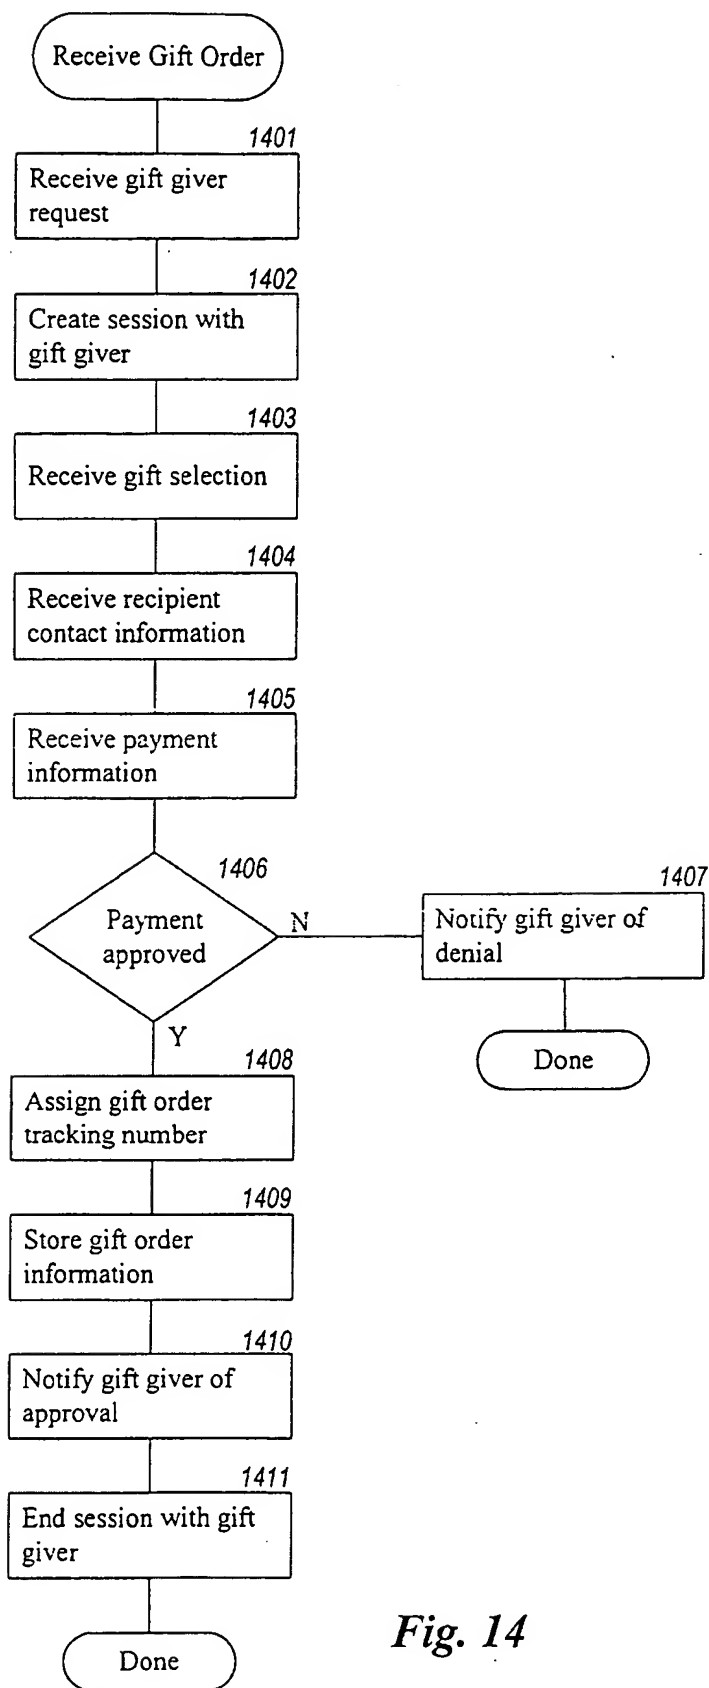 Receive Gift Order
1401
Receive gift giver
request
1402
Create session with
gift giver
1403
Receive gift selection
1404
Receive recipient
contact information
1405
Receive payment
information
1406
Payment
approved
N
1407
Notify gift giver of
denial
Done
Y
1408
Assign gift order
tracking number
1409
Store gift order
information
1410
Notify gift giver of
approval
1411
End session with gift
giver
Done
Fig. 14